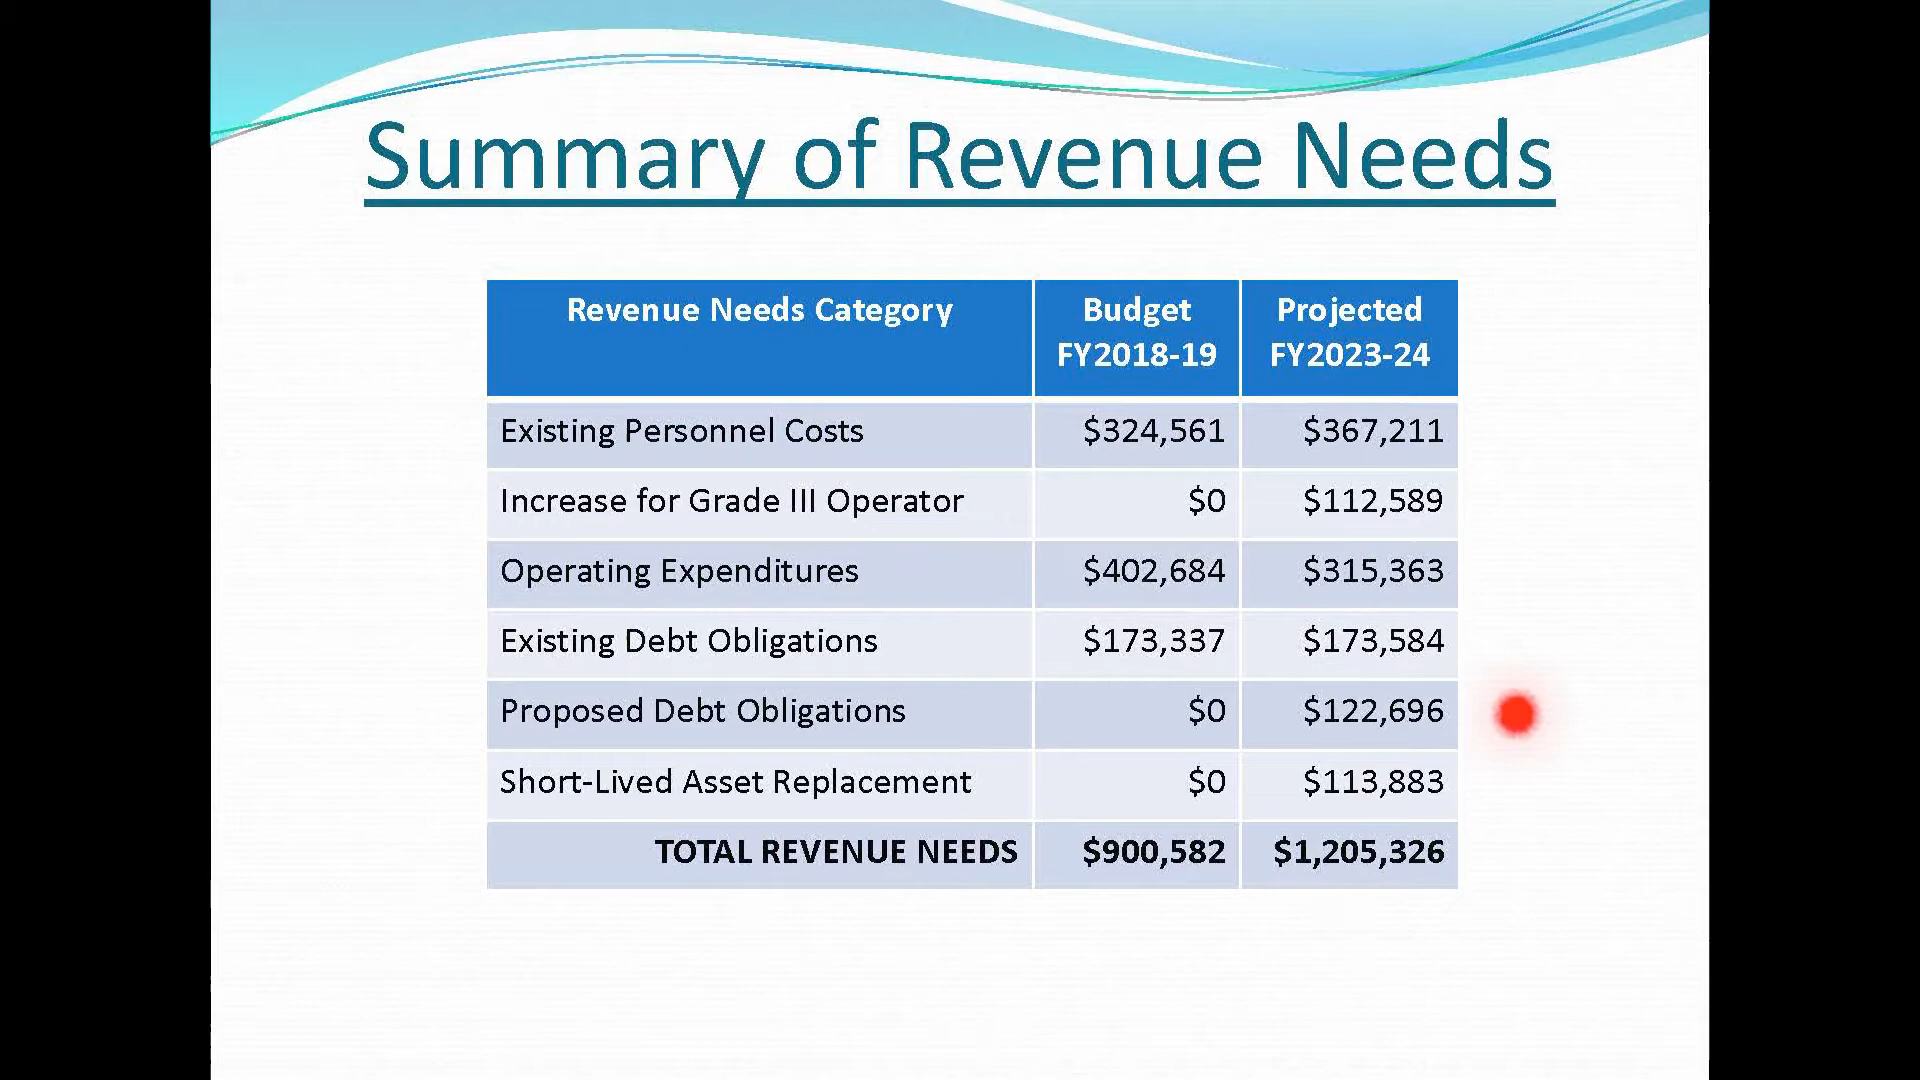 Summary of Revenue Needs
Revenue Needs Category
Budget
FY2018-19
Projected
FY2023-24
Existing Personnel Costs $324,561 $367,211
Increase for Grade III Operator $0 $112,589
Operating Expenditures $402,684 $315,363
Existing Debt Obligations $173,337 $173,584
Proposed Debt Obligations $0 $122,696
Short-Lived Asset Replacement $0 $113,883
TOTAL REVENUE NEEDS $900,582 $1,205,326